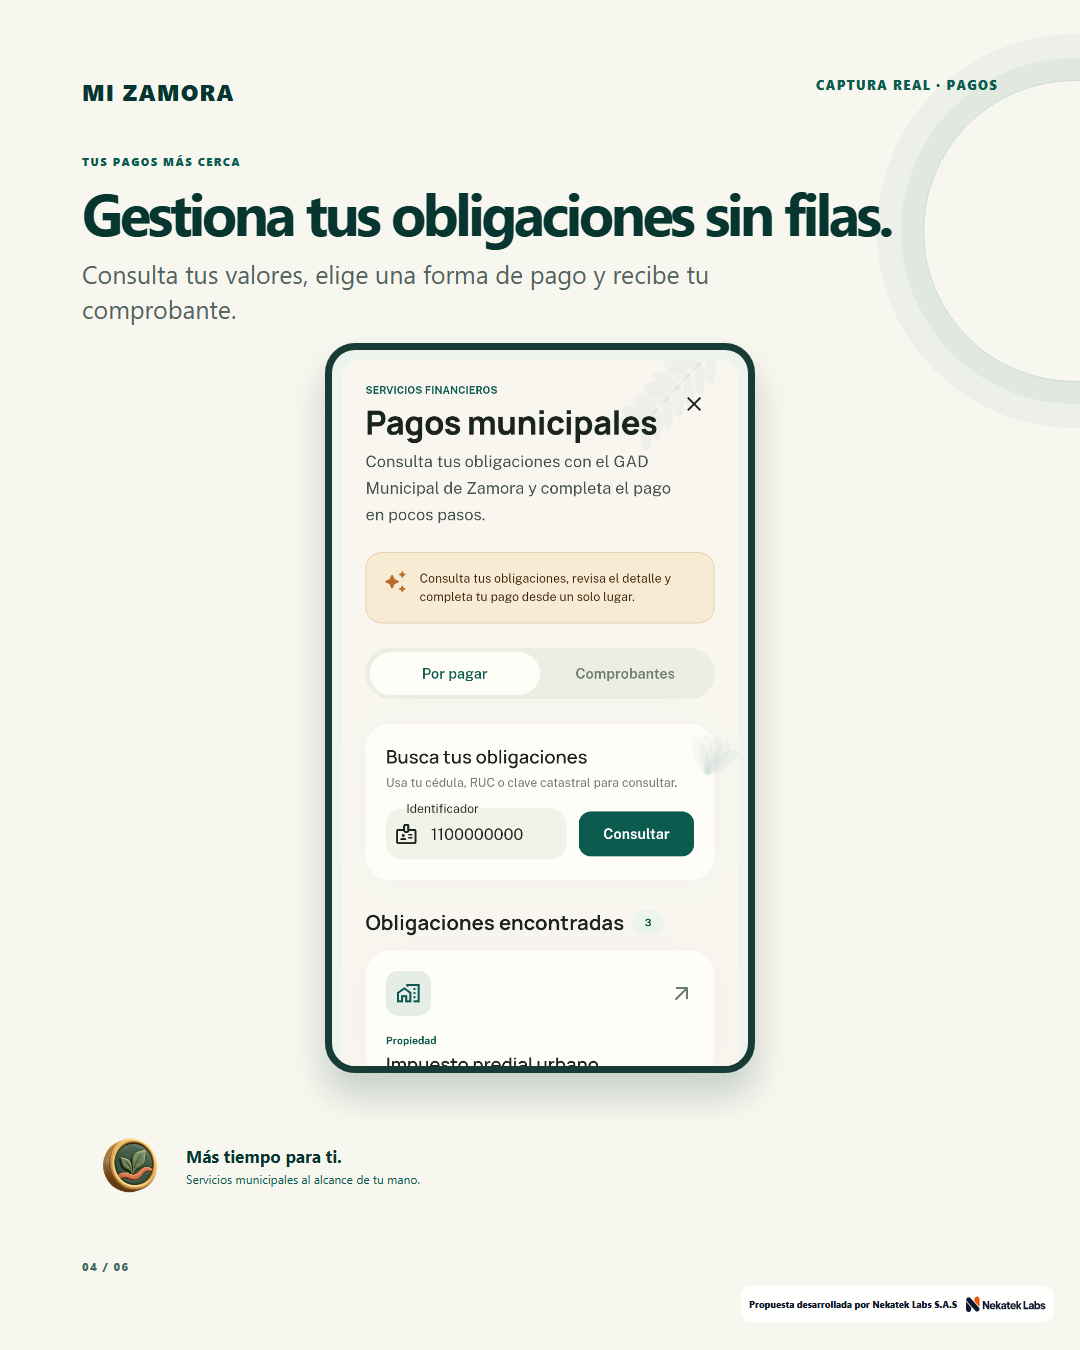 MI ZAMORA
CAPTURA REAL · PAGOS
TUS PAGOS MÁS CERCA
Gestiona tus obligaciones sin filas.
Consulta tus valores, elige una forma de pago y recibe tu
comprobante.
SERVICIOS FINANCIEROS
Pagos municipales
Consulta tus obligaciones con el GAD
Municipal de Zamora y completa el pago
en pocos pasos.
Consulta tus obligaciones, revisa el detalle y
completa tu pago desde un solo lugar.
Por pagar
Comprobantes
Busca tus obligaciones
Usa tu cédula, RUC o clave catastral para consultar.
Identificador
1100000000
Consultar
Obligaciones encontradas 3
Propiedad
Impuesto predial urbano
Más tiempo para ti.
Servicios municipales al alcance de tu mano.
04 / 06
Propuesta desarrollada por Nekatek Labs S.A.S Nekatek Labs